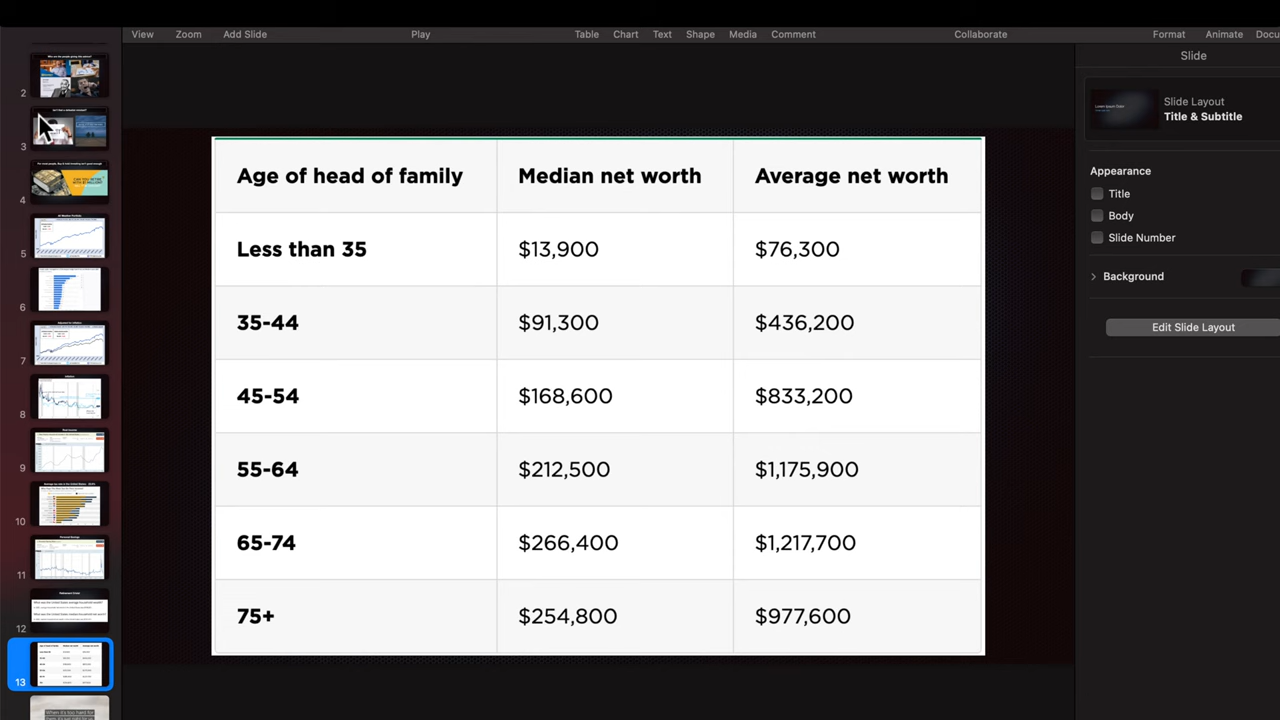 View Zoom Add Slide Play Table Chart Text Shape Media Comment Collaborate Format Animate Docu
Slide
Slide Layout
Title & Subtitle
Appearance
Title
Body
Slide Number
Background
Edit Slide Layout
Age of head of family Median net worth Average net worth
Less than 35 $13,900 $76,300
35-44 $91,300 $436,200
45-54 $168,600 $833,200
55-64 $212,500 $1,175,900
65-74 $266,400 $1,217,700
75+ $254,800 $977,600
2
3
4
5
6
7
8
9
10
11
12
13